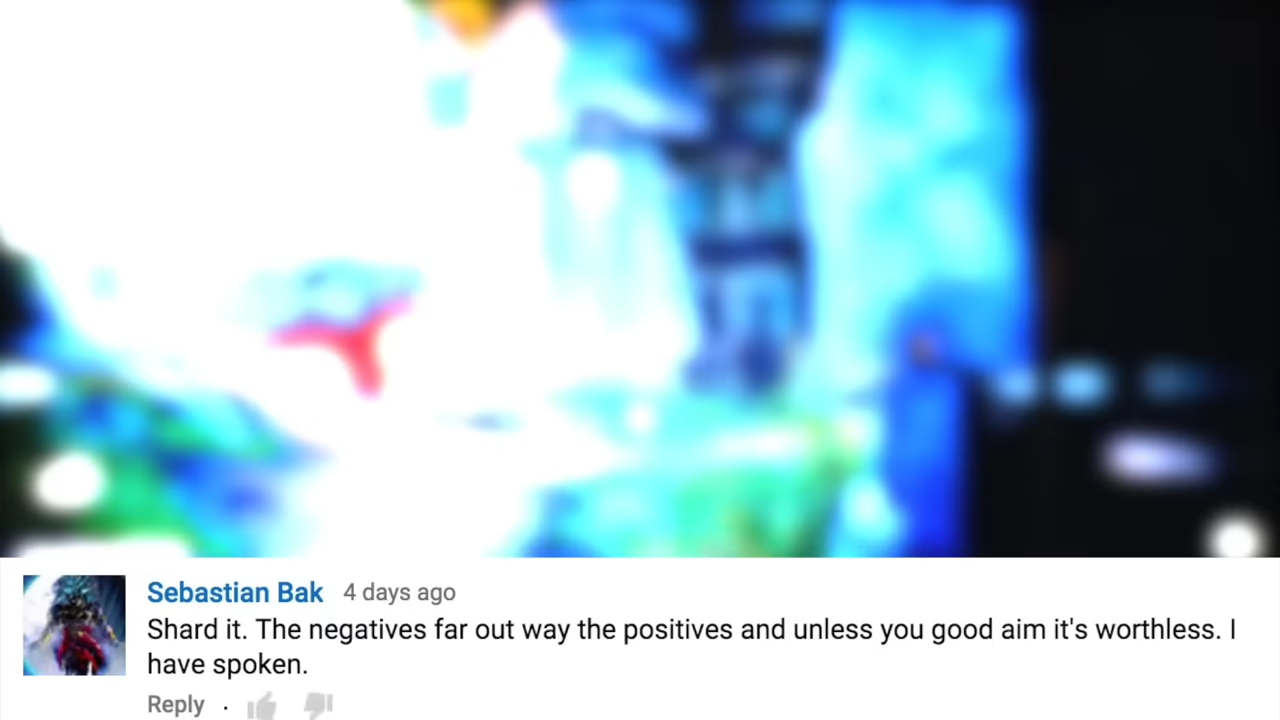 Sebastian Bak 4 days ago
Shard it. The negatives far out way the positives and unless you good aim it's worthless. I
have spoken.
Reply ·